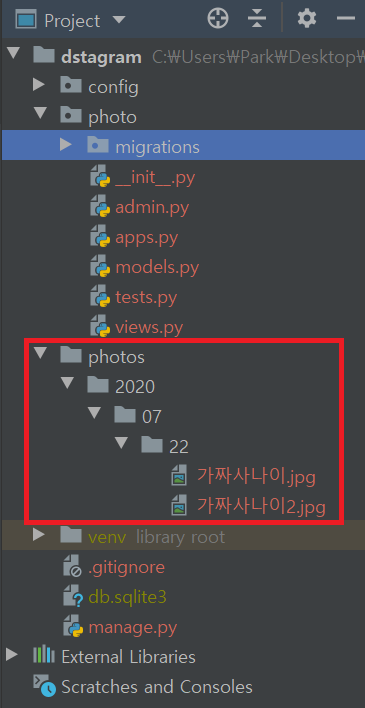 Project
dstagram C:₩Users₩Park₩Desktop₩
config
photo
migrations
__init__.py
admin.py
apps.py
models.py
tests.py
views.py
photos
2020
07
22
가짜사나이.jpg
가짜사나이2.jpg
venv library root
.gitignore
db.sqlite3
manage.py
External Libraries
Scratches and Consoles